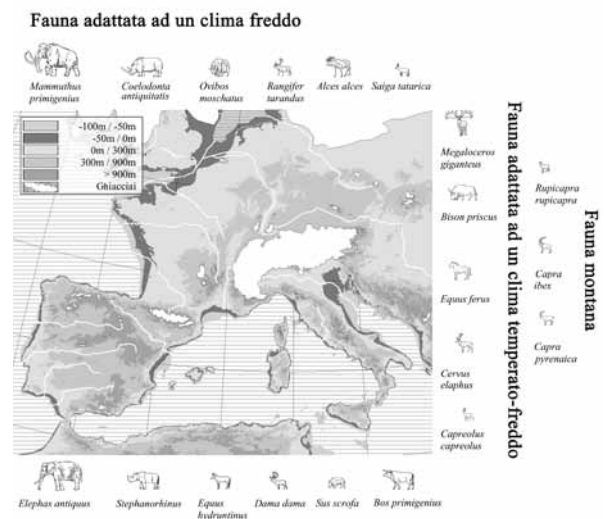 Fauna adattata ad un clima freddo
Mammuthus
primigenius
Coelodonta
antiquitatis
Ovibos
moschatus
Rangifer
tarandus
Alces alces
Saiga tatarica
-100m / -50m
-50m / 0m
0m / 300m
300m / 900m
> 900m
Ghiacciai
Megaloceros
giganteus
Bison priscus
Equus ferus
Cervus
elaphus
Capreolus
capreolus
Fauna adattata ad un clima temperato-freddo
Rupicapra
rupicapra
Capra
ibex
Capra
pyrenaica
Fauna montana
Elephas antiquus
Stephanorhinus
Equus
hydruntinus
Dama dama
Sus scrofa
Bos primigenius